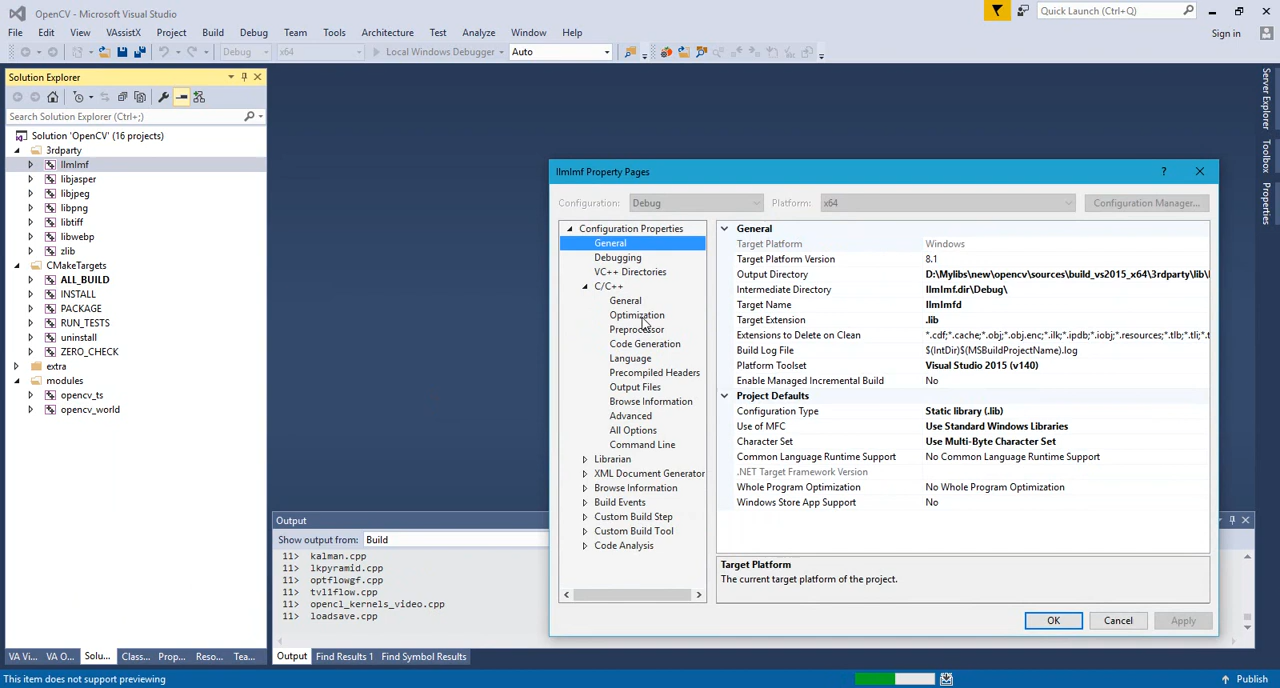 OpenCV - Microsoft Visual Studio
Quick Launch (Ctrl+Q)
File Edit View VAssistX Project Build Debug Team Tools Test Architecture Analyze Window Help
Sign in
Debug x64 Local Windows Debugger Auto
Solution Explorer
Search Solution Explorer (Ctrl+;)
Solution 'OpenCV' (16 projects)
3rdparty
IlmImf
libjasper
libjpeg
libpng
libtiff
libwebp
zlib
CMakeTargets
ALL_BUILD
INSTALL
PACKAGE
RUN_TESTS
uninstall
ZERO_CHECK
extra
modules
opencv_ts
opencv_world
VA Vi... VA O... Solu... Class... Prop... Reso... Tea...
Server Explorer
Toolbox
Properties
IlmImf Property Pages
?
Configuration: Debug Platform: x64 Configuration Manager...
Configuration Properties
General
Debugging
VC++ Directories
C/C++
General
Optimization
Preprocessor
Code Generation
Language
Precompiled Headers
Output Files
Browse Information
Advanced
All Options
Command Line
Librarian
XML Document Generator
Browse Information
Build Events
Custom Build Step
Custom Build Tool
Code Analysis
General
Target Platform Windows
Target Platform Version 8.1
Output Directory D:\Mylibs\new\opencv\sources\build_vs2015_x64\3rdparty\lib\
Intermediate Directory IlmImf.dir\Debug\
Target Name IlmImfd
Target Extension .lib
Extensions to Delete on Clean *.cdf;*.cache;*.obj;*.obj.enc;*.ilk;*.ipdb;*.iobj;*.resources;*.tlb;*.tli;*.t
Build Log File $(IntDir)$(MSBuildProjectName).log
Platform Toolset Visual Studio 2015 (v140)
Enable Managed Incremental Build No
Project Defaults
Configuration Type Static library (.lib)
Use of MFC Use Standard Windows Libraries
Character Set Use Multi-Byte Character Set
Common Language Runtime Support No Common Language Runtime Support
.NET Target Framework Version
Whole Program Optimization No Whole Program Optimization
Windows Store App Support No
Target Platform
The current target platform of the project.
OK Cancel Apply
Output
Show output from: Build
11> kalman.cpp
11> lkpyramid.cpp
11> optflowgf.cpp
11> tvl1flow.cpp
11> opencl_kernels_video.cpp
11> loadsave.cpp
Output Find Results 1 Find Symbol Results
This item does not support previewing
Publish